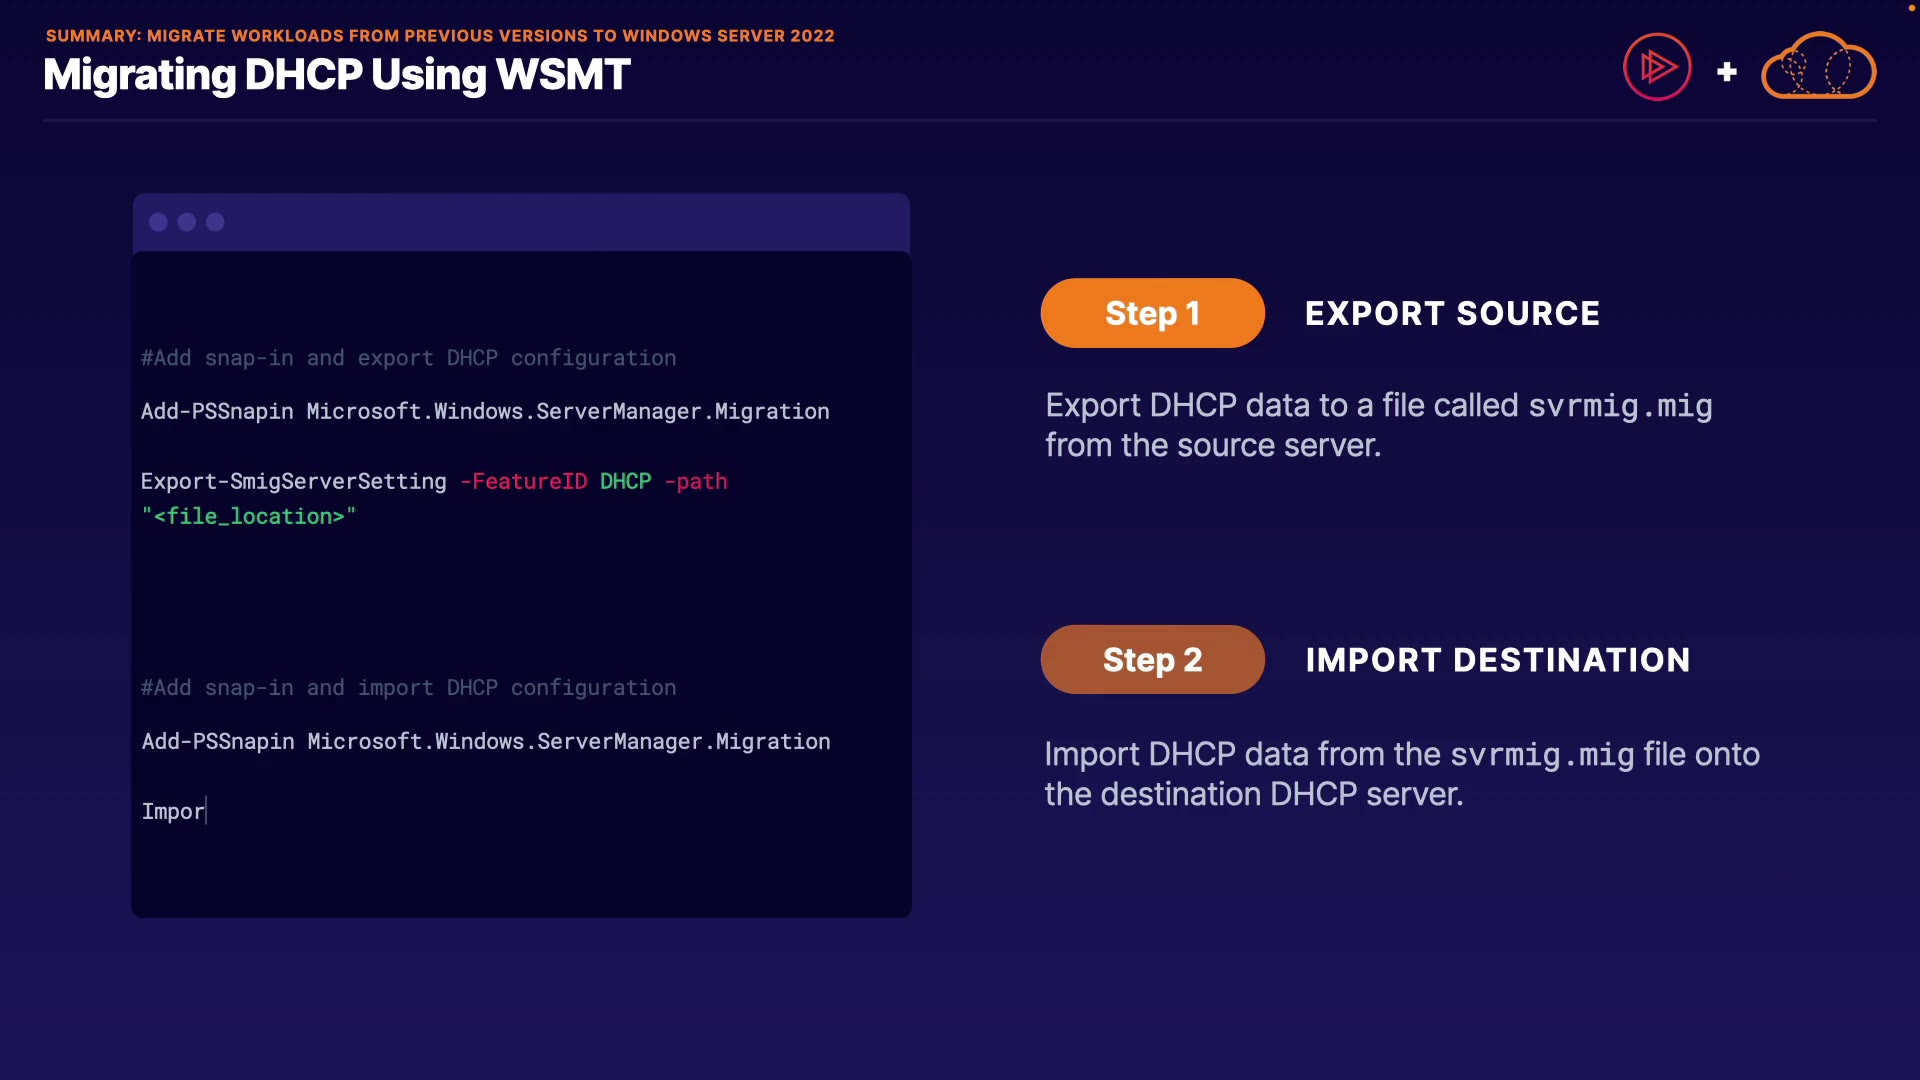 SUMMARY: MIGRATE WORKLOADS FROM PREVIOUS VERSIONS TO WINDOWS SERVER 2022
Migrating DHCP Using WSMT
#Add snap-in and export DHCP configuration
Add-PSSnapin Microsoft.Windows.ServerManager.Migration
Export-SmigServerSetting -FeatureID DHCP -path
"<file_location>"
#Add snap-in and import DHCP configuration
Add-PSSnapin Microsoft.Windows.ServerManager.Migration
Impor
Step 1
EXPORT SOURCE
Export DHCP data to a file called svrmig.mig
from the source server.
Step 2
IMPORT DESTINATION
Import DHCP data from the svrmig.mig file onto
the destination DHCP server.